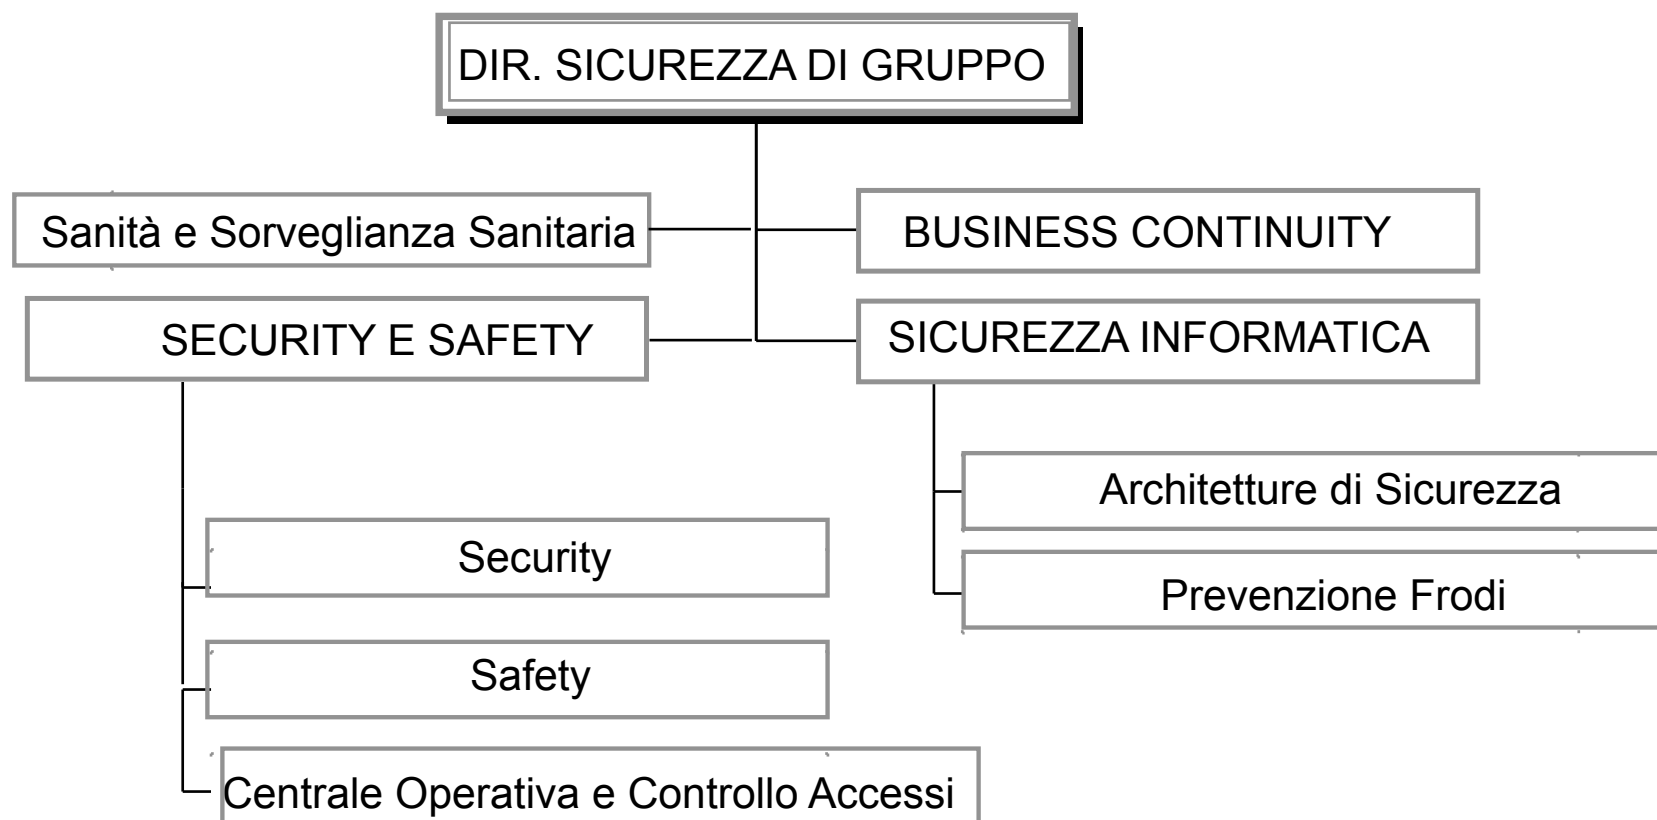 DIR. SICUREZZA DI GRUPPO
Sanità e Sorveglianza Sanitaria
BUSINESS CONTINUITY
SECURITY E SAFETY
SICUREZZA INFORMATICA
Architetture di Sicurezza
Security
Prevenzione Frodi
Safety
Centrale Operativa e Controllo Accessi